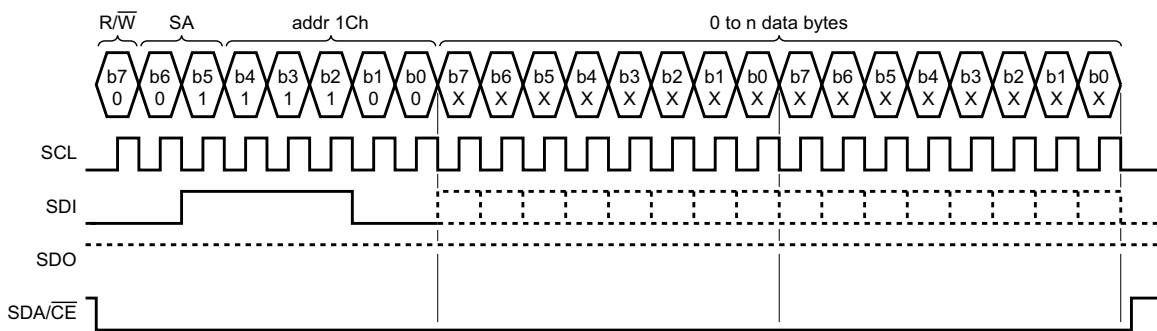 R/W̅ SA addr 1Ch 0 to n data bytes
b7 b6 b5 b4 b3 b2 b1 b0 b7 b6 b5 b4 b3 b2 b1 b0 b7 b6 b5 b4 b3 b2 b1 b0
0 0 1 1 1 1 0 0 X X X X X X X X X X X X X X X X
SCL
SDI
SDO
SDA/C̅E̅